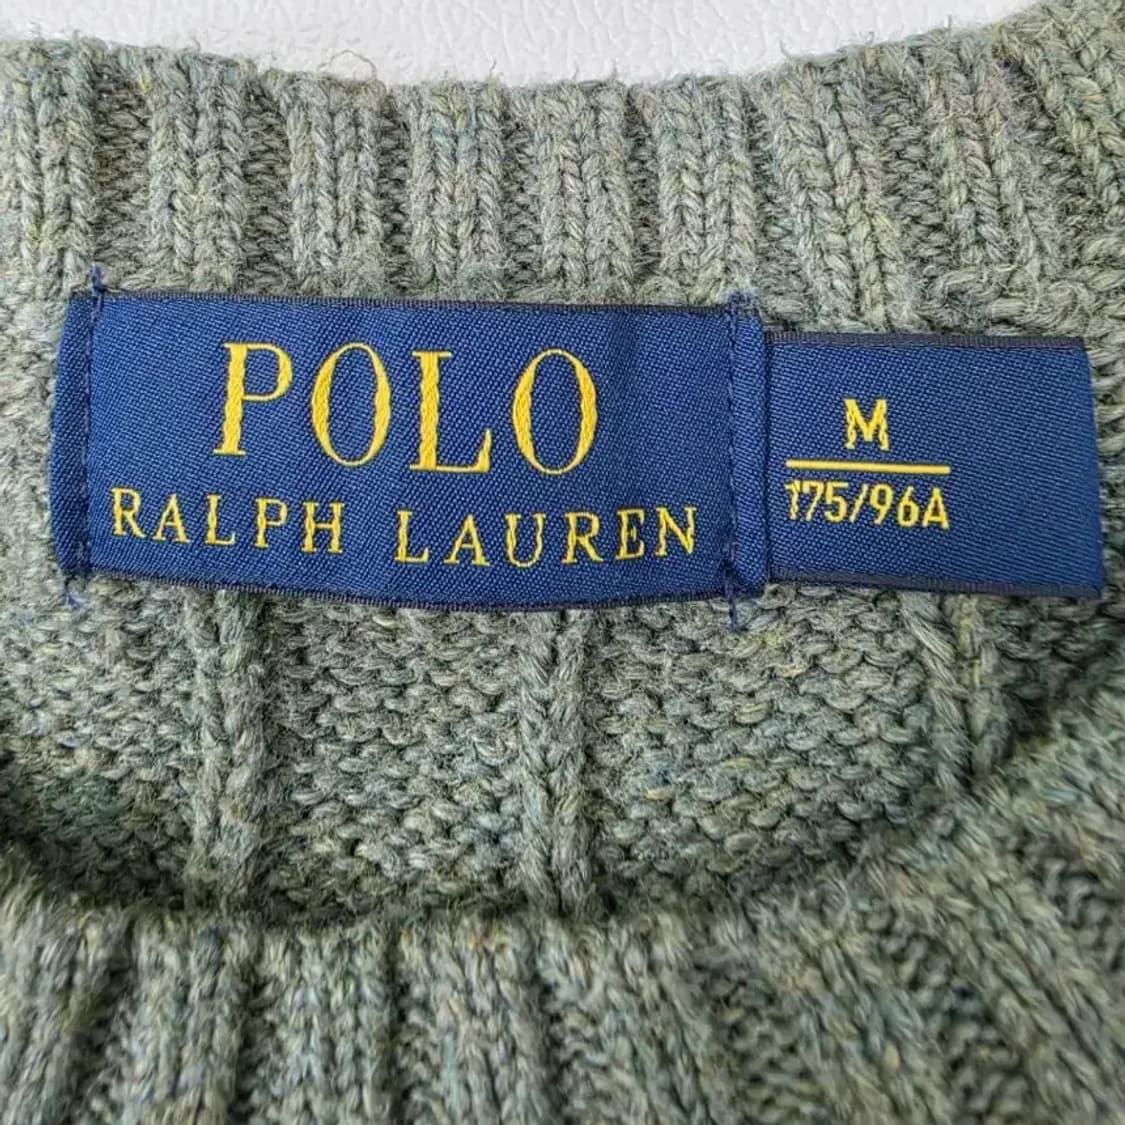 POLO
RALPH LAUREN
M
175/96A